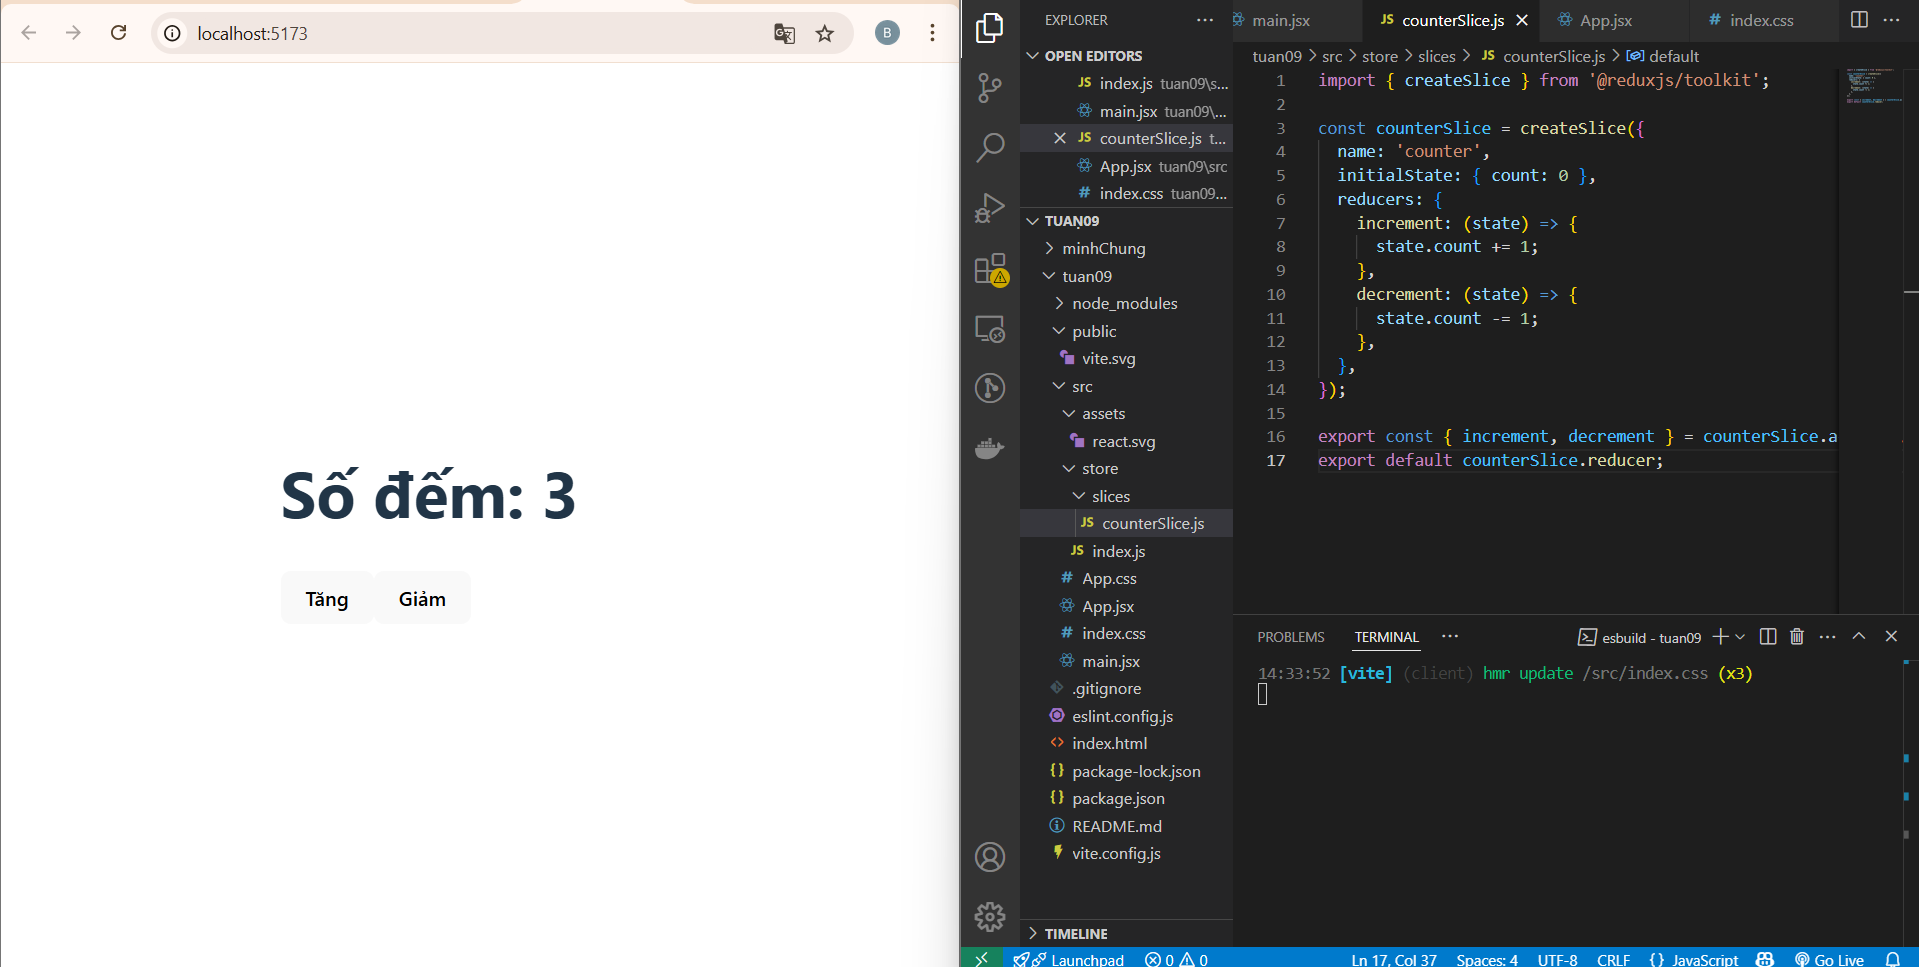 localhost:5173
B
Số đếm: 3
Tăng
Giảm
EXPLORER
OPEN EDITORS
JS index.js tuan09\s...
main.jsx tuan09\...
JS counterSlice.js t...
App.jsx tuan09\src
# index.css tuan09...
TUAN09
minhChung
tuan09
node_modules
public
vite.svg
src
assets
react.svg
store
slices
JS counterSlice.js
JS index.js
# App.css
App.jsx
# index.css
main.jsx
.gitignore
eslint.config.js
<> index.html
{} package-lock.json
{} package.json
README.md
vite.config.js
TIMELINE
main.jsx
JS counterSlice.js
App.jsx
# index.css
tuan09 > src > store > slices > JS counterSlice.js > default
1 import { createSlice } from '@reduxjs/toolkit';
2
3 const counterSlice = createSlice({
4 name: 'counter',
5 initialState: { count: 0 },
6 reducers: {
7 increment: (state) => {
8 state.count += 1;
9 },
10 decrement: (state) => {
11 state.count -= 1;
12 },
13 },
14 });
15
16 export const { increment, decrement } = counterSlice.a
17 export default counterSlice.reducer;
PROBLEMS
TERMINAL
esbuild - tuan09
14:33:52 [vite] (client) hmr update /src/index.css (x3)
Launchpad
0
0
Ln 17, Col 37
Spaces: 4
UTF-8
CRLF
{} JavaScript
Go Live